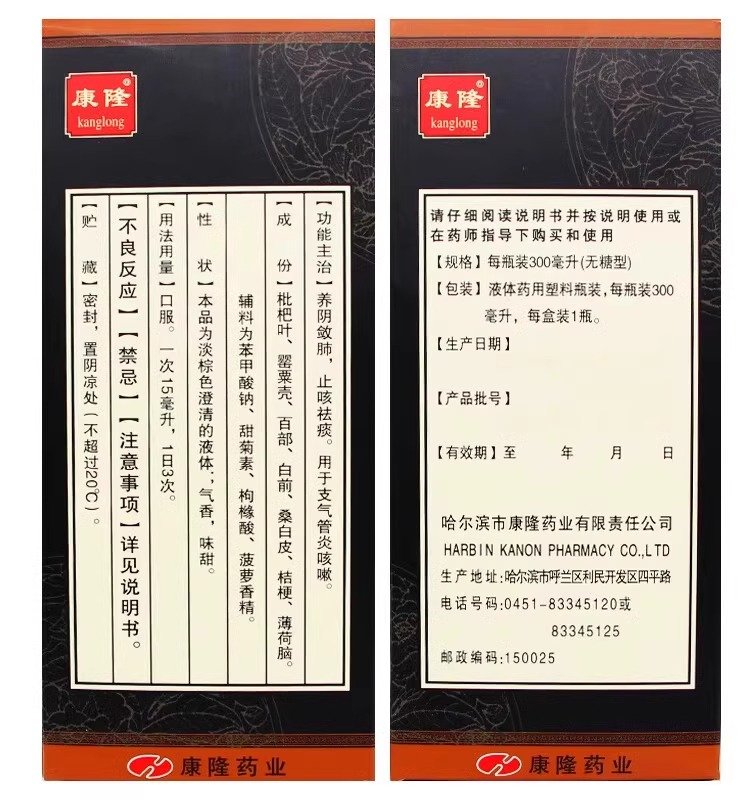 康隆®
kanglong
【功能主治】养阴敛肺，止咳祛痰。用于支气管炎咳嗽。
【成份】枇杷叶、罂粟壳、百部、白前、桑白皮、桔梗、薄荷脑。
辅料为苯甲酸钠、甜菊素、枸橼酸、菠萝香精。
【性状】本品为淡棕色澄清的液体；气香，味甜。
【用法用量】口服。一次15毫升，1日3次。
【不良反应】【禁忌】【注意事项】详见说明书。
【贮藏】密封，置阴凉处（不超过20℃）。
康隆药业
康隆®
kanglong
请仔细阅读说明书并按说明使用或
在药师指导下购买和使用
【规格】每瓶装300毫升(无糖型)
【包装】液体药用塑料瓶装,每瓶装300
毫升，每盒装1瓶。
【生产日期】
【产品批号】
【有效期】至 年 月 日
哈尔滨市康隆药业有限责任公司
HARBIN KANON PHARMACY CO.,LTD
生产地址:哈尔滨市呼兰区利民开发区四平路
电话号码:0451-83345120或
83345125
邮政编码:150025
康隆药业